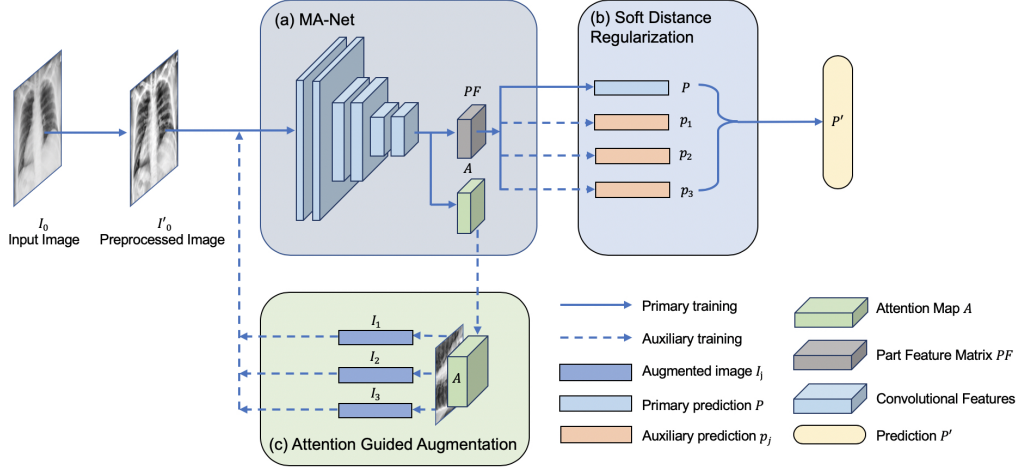 (a) MA-Net
(b) Soft Distance
Regularization
PF
A
P
p₁
p₂
p₃
P'
I₀
Input Image
I'₀
Preprocessed Image
I₁
I₂
I₃
A
(c) Attention Guided Augmentation
Primary training
Auxiliary training
Augmented image Iⱼ
Primary prediction P
Auxiliary prediction pⱼ
Attention Map A
Part Feature Matrix PF
Convolutional Features
Prediction P'